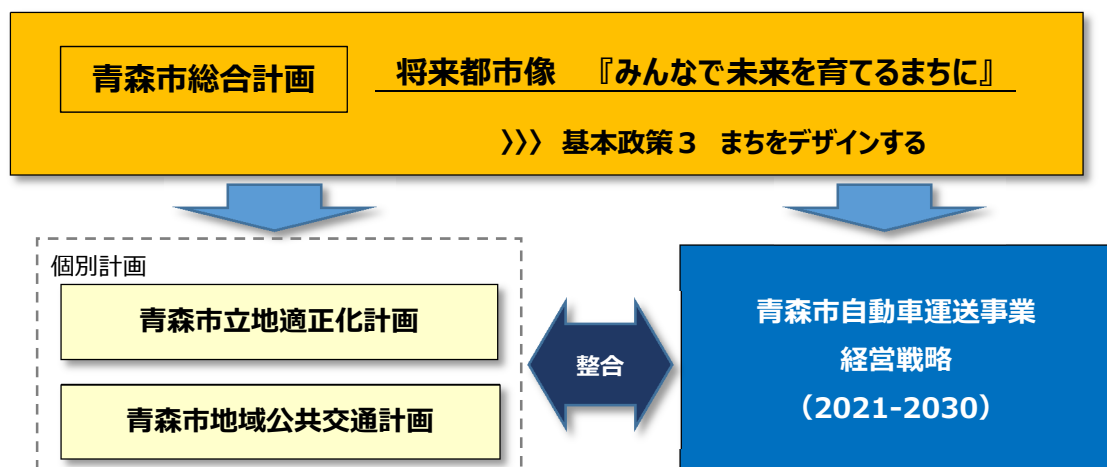 青森市総合計画
将来都市像 『みんなで未来を育てるまちに』
〉〉〉 基本政策３ まちをデザインする
個別計画
青森市立地適正化計画
青森市地域公共交通計画
整合
青森市自動車運送事業
経営戦略
（2021-2030）